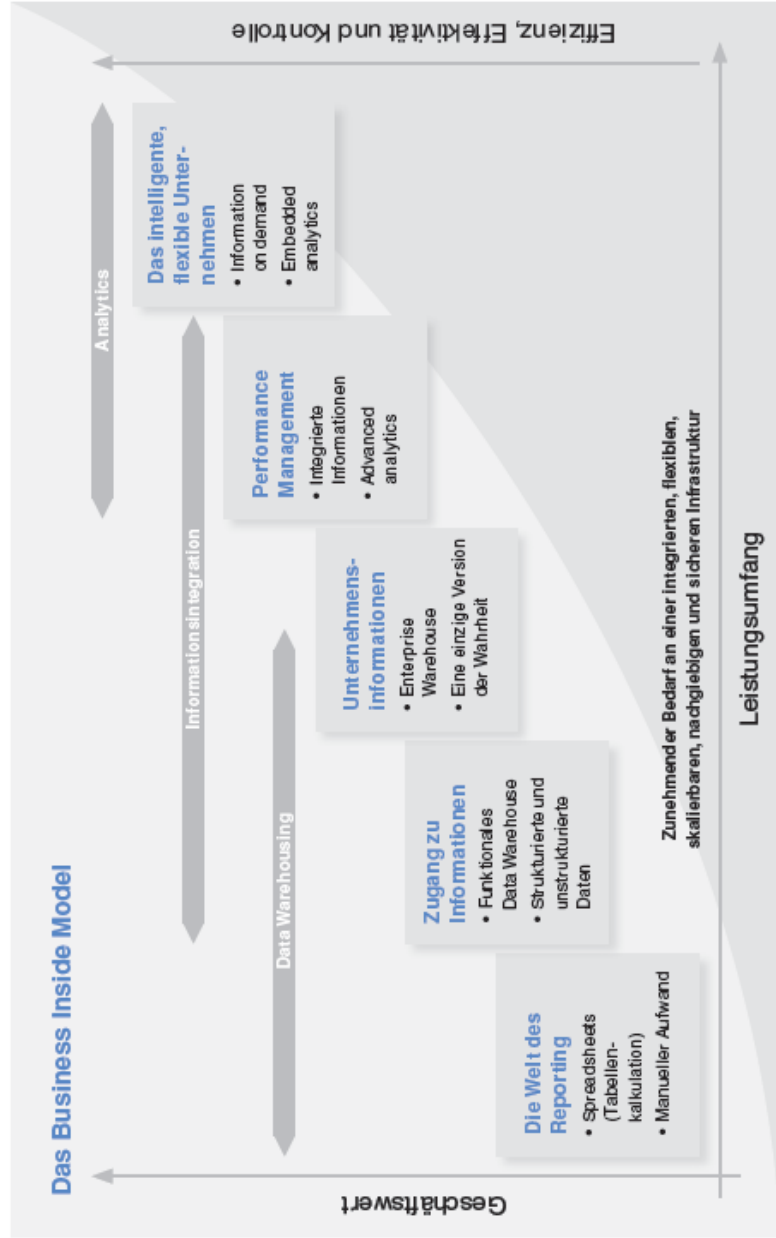 Das Business Inside Model
Geschäftswert
Effizienz, Effektivität und Kontrolle
Analytics
Informationsintegration
Data Warehousing
Die Welt des
Reporting
• Spreadsheets
(Tabellen-
kalkulation)
• Manueller Aufwand
Zugang zu
Informationen
• Funktionales
Data Warehouse
• Strukturierte und
unstrukturierte
Daten
Unternehmens-
informationen
• Enterprise
Warehouse
• Eine einzige Version
der Wahrheit
Performance
Management
• Integrierte
Informationen
• Advanced
analytics
Das intelligente,
flexible Unter-
nehmen
• Information
on demand
• Embedded
analytics
Zunehmender Bedarf an einer integrierten, flexiblen,
skalierbaren, nachgiebigen und sicheren Infrastruktur
Leistungsumfang